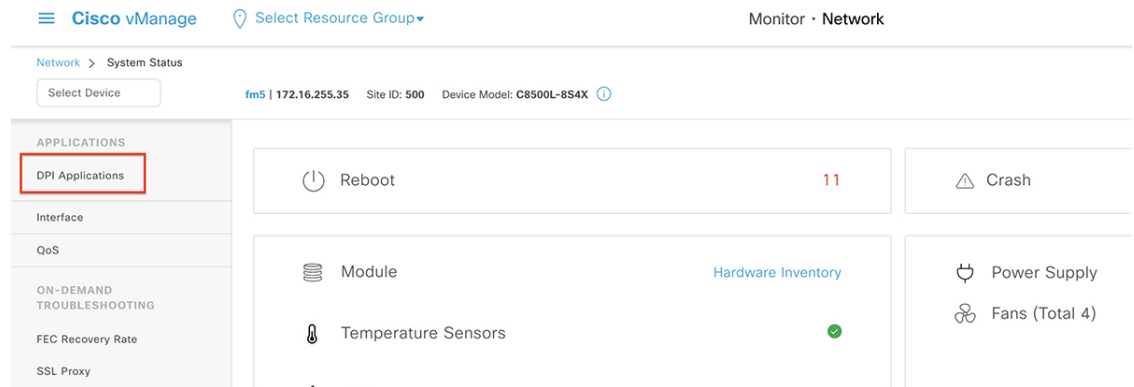 Cisco vManage
Select Resource Group
Monitor · Network
Network > System Status
Select Device
fm5 | 172.16.255.35 Site ID: 500 Device Model: C8500L-8S4X
APPLICATIONS
DPI Applications
Interface
QoS
ON-DEMAND
TROUBLESHOOTING
FEC Recovery Rate
SSL Proxy
Reboot 11
Crash
Module Hardware Inventory
Temperature Sensors
Power Supply
Fans (Total 4)